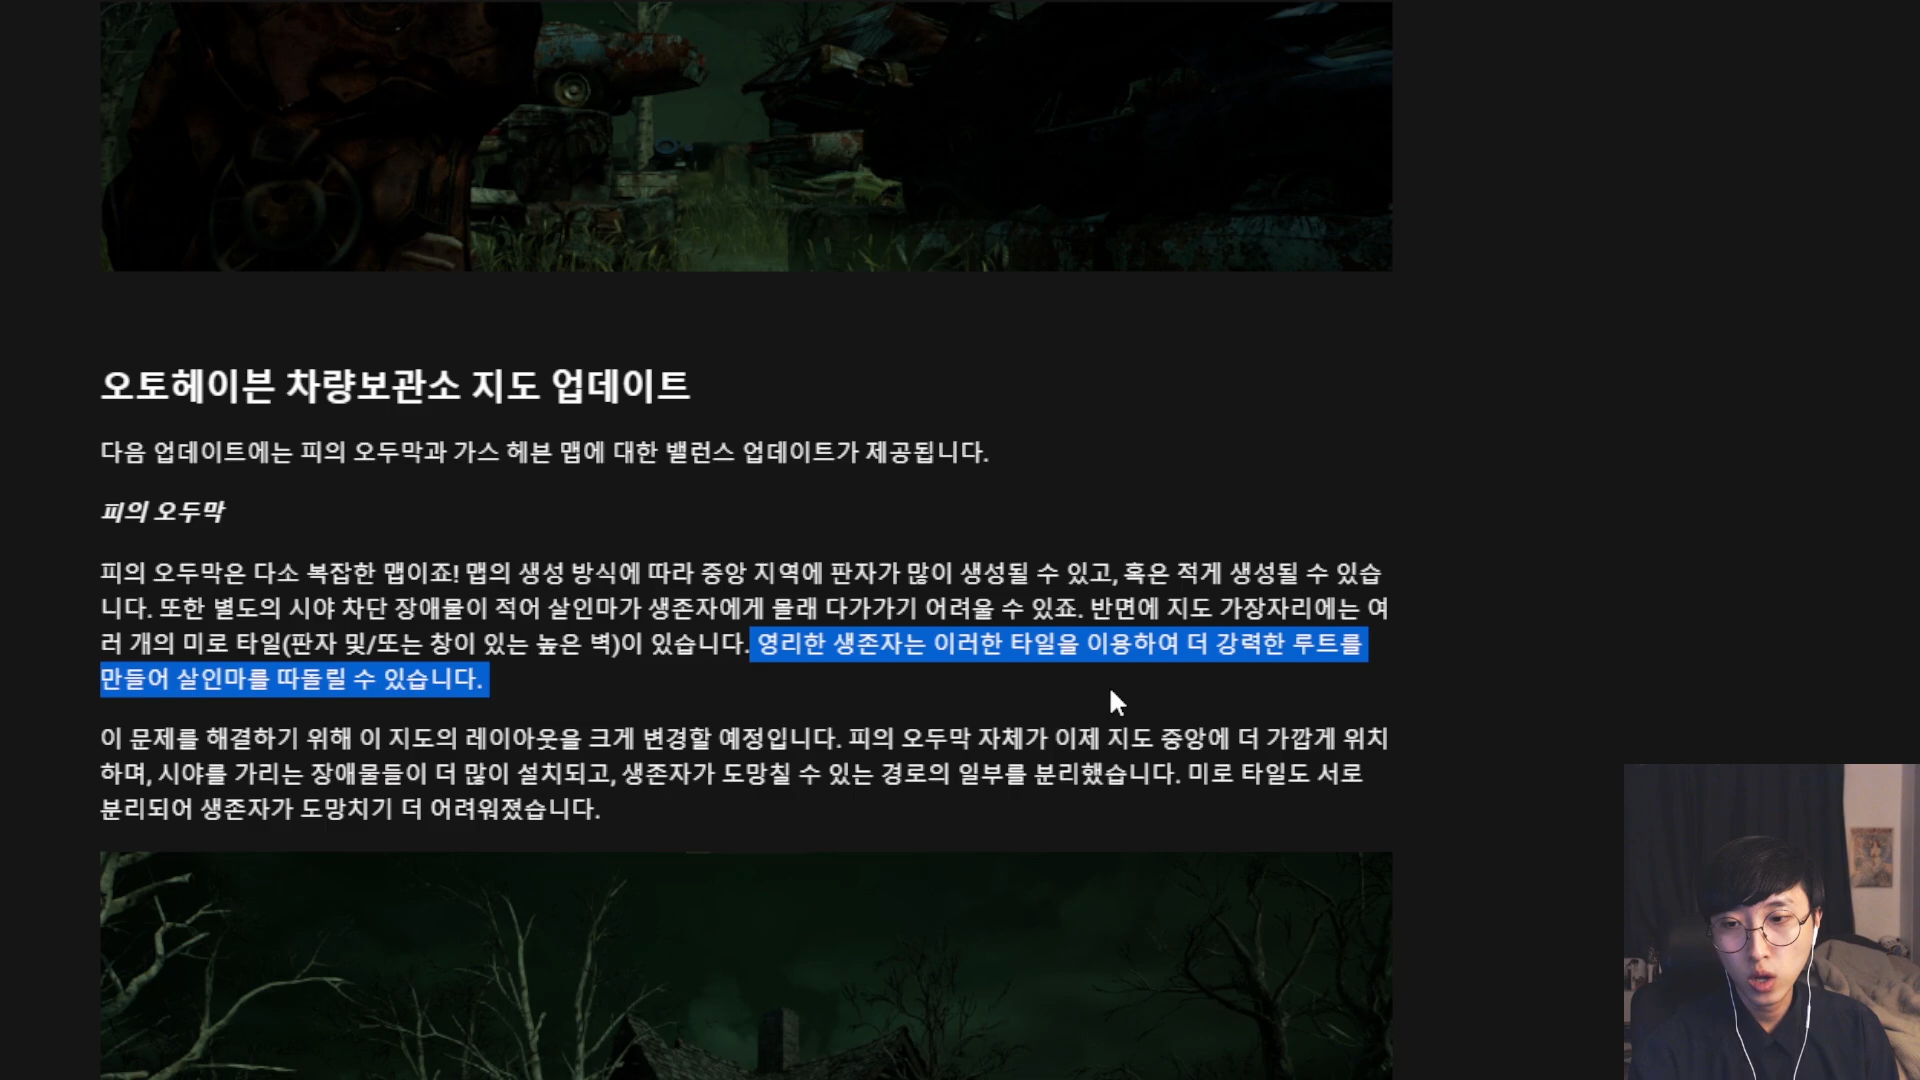 오토헤이븐 차량보관소 지도 업데이트
다음 업데이트에는 피의 오두막과 가스 헤븐 맵에 대한 밸런스 업데이트가 제공됩니다.
피의 오두막
피의 오두막은 다소 복잡한 맵이죠! 맵의 생성 방식에 따라 중앙 지역에 판자가 많이 생성될 수 있고, 혹은 적게 생성될 수 있습
니다. 또한 별도의 시야 차단 장애물이 적어 살인마가 생존자에게 몰래 다가가기 어려울 수 있죠. 반면에 지도 가장자리에는 여
러 개의 미로 타일(판자 및/또는 창이 있는 높은 벽)이 있습니다. 영리한 생존자는 이러한 타일을 이용하여 더 강력한 루트를
만들어 살인마를 따돌릴 수 있습니다.
이 문제를 해결하기 위해 이 지도의 레이아웃을 크게 변경할 예정입니다. 피의 오두막 자체가 이제 지도 중앙에 더 가깝게 위치
하며, 시야를 가리는 장애물들이 더 많이 설치되고, 생존자가 도망칠 수 있는 경로의 일부를 분리했습니다. 미로 타일도 서로
분리되어 생존자가 도망치기 더 어려워졌습니다.